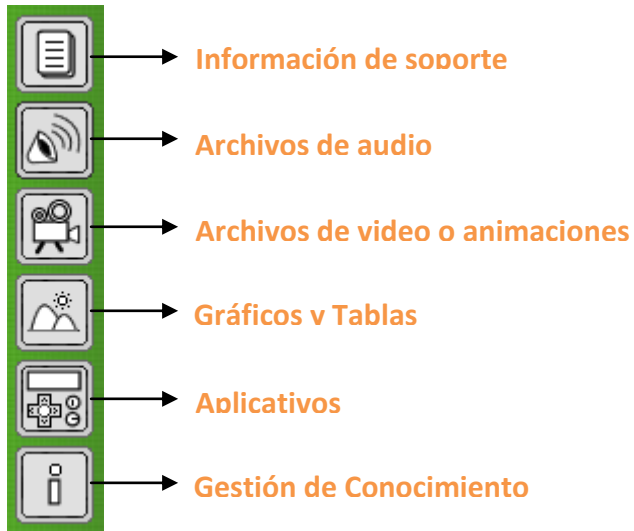 Información de soporte
Archivos de audio
Archivos de video o animaciones
Gráficos y Tablas
Aplicativos
Gestión de Conocimiento